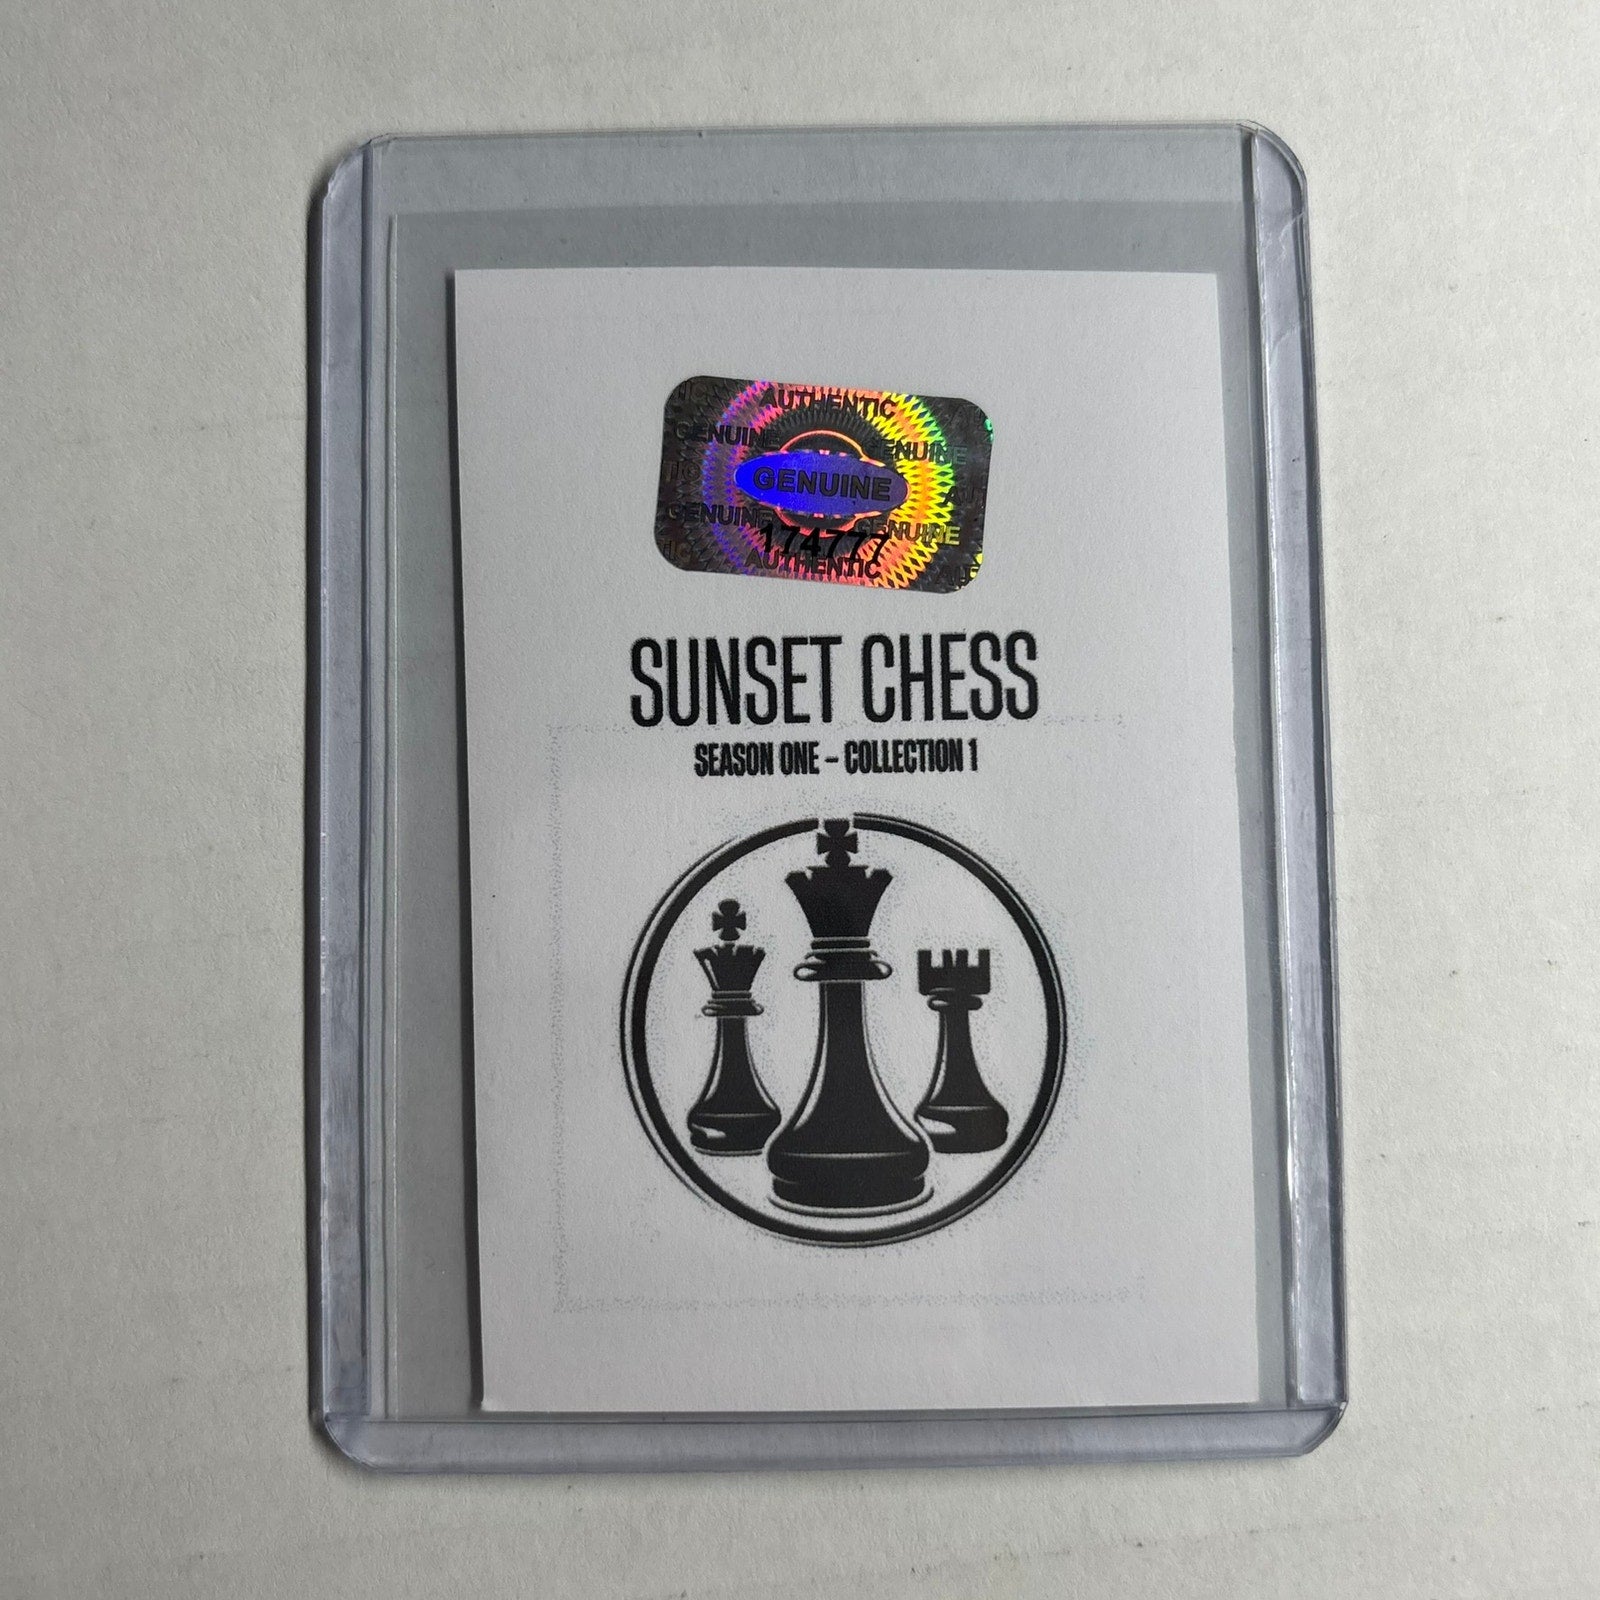 AUTHENTIC
GENUINE GENUINE
GENUINE
GENUINE GENUINE
174777
AUTHENTIC
SUNSET CHESS
SEASON ONE – COLLECTION 1